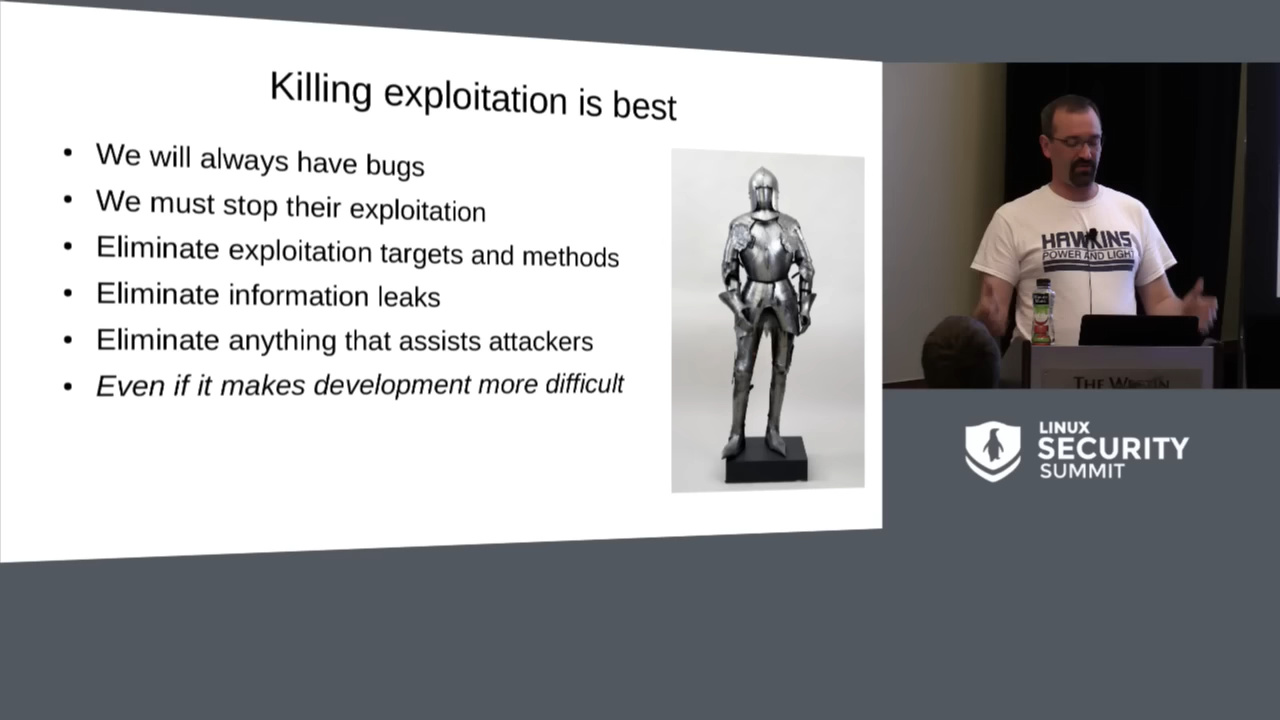 Killing exploitation is best
• We will always have bugs
• We must stop their exploitation
• Eliminate exploitation targets and methods
• Eliminate information leaks
• Eliminate anything that assists attackers
• Even if it makes development more difficult
HAWKINS
POWER AND LIGHT
THE WESTIN
LINUX
SECURITY
SUMMIT